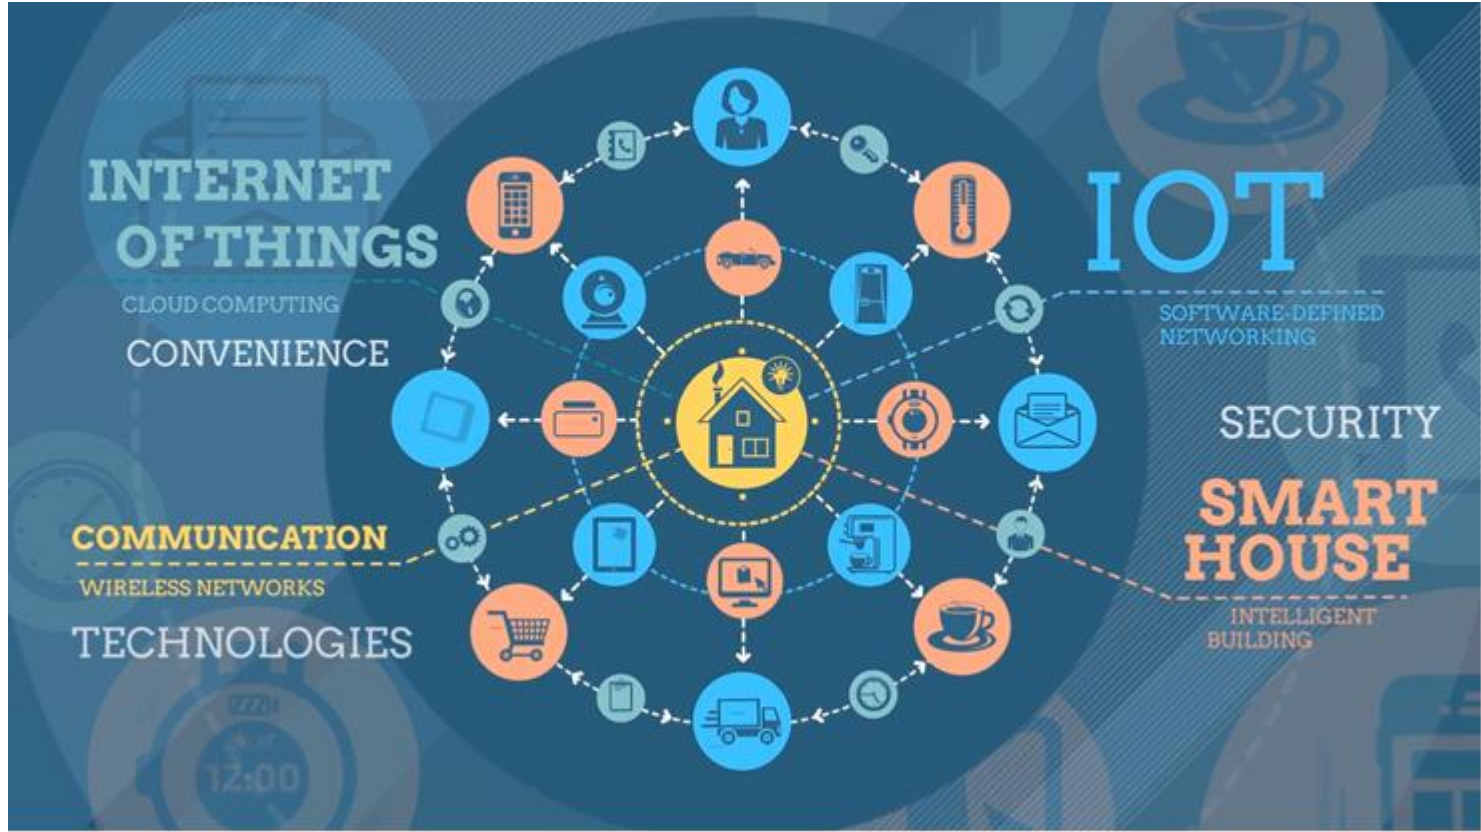 INTERNET
OF THINGS
CLOUD COMPUTING
CONVENIENCE
COMMUNICATION
WIRELESS NETWORKS
TECHNOLOGIES
12:00
IOT
SOFTWARE-DEFINED
NETWORKING
SECURITY
SMART
HOUSE
INTELLIGENT
BUILDING